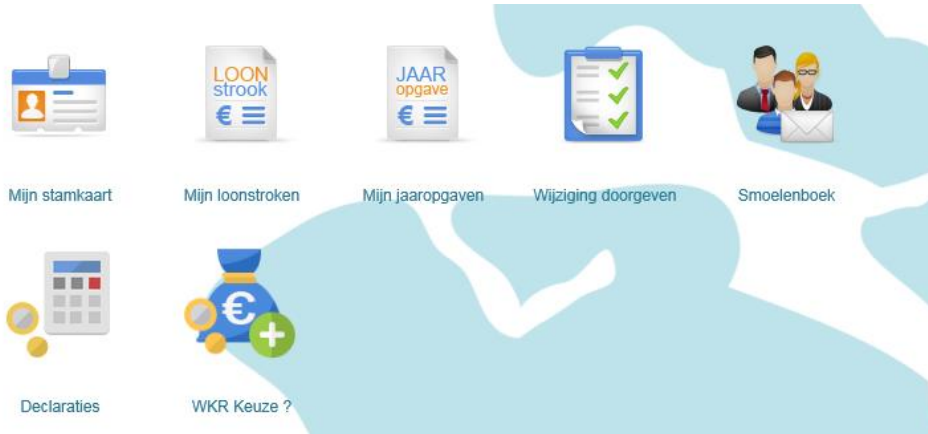 LOON
strook
€
JAAR
opgave
€
Mijn stamkaart
Mijn loonstroken
Mijn jaaropgaven
Wijziging doorgeven
Smoelenboek
€
Declaraties
WKR Keuze ?